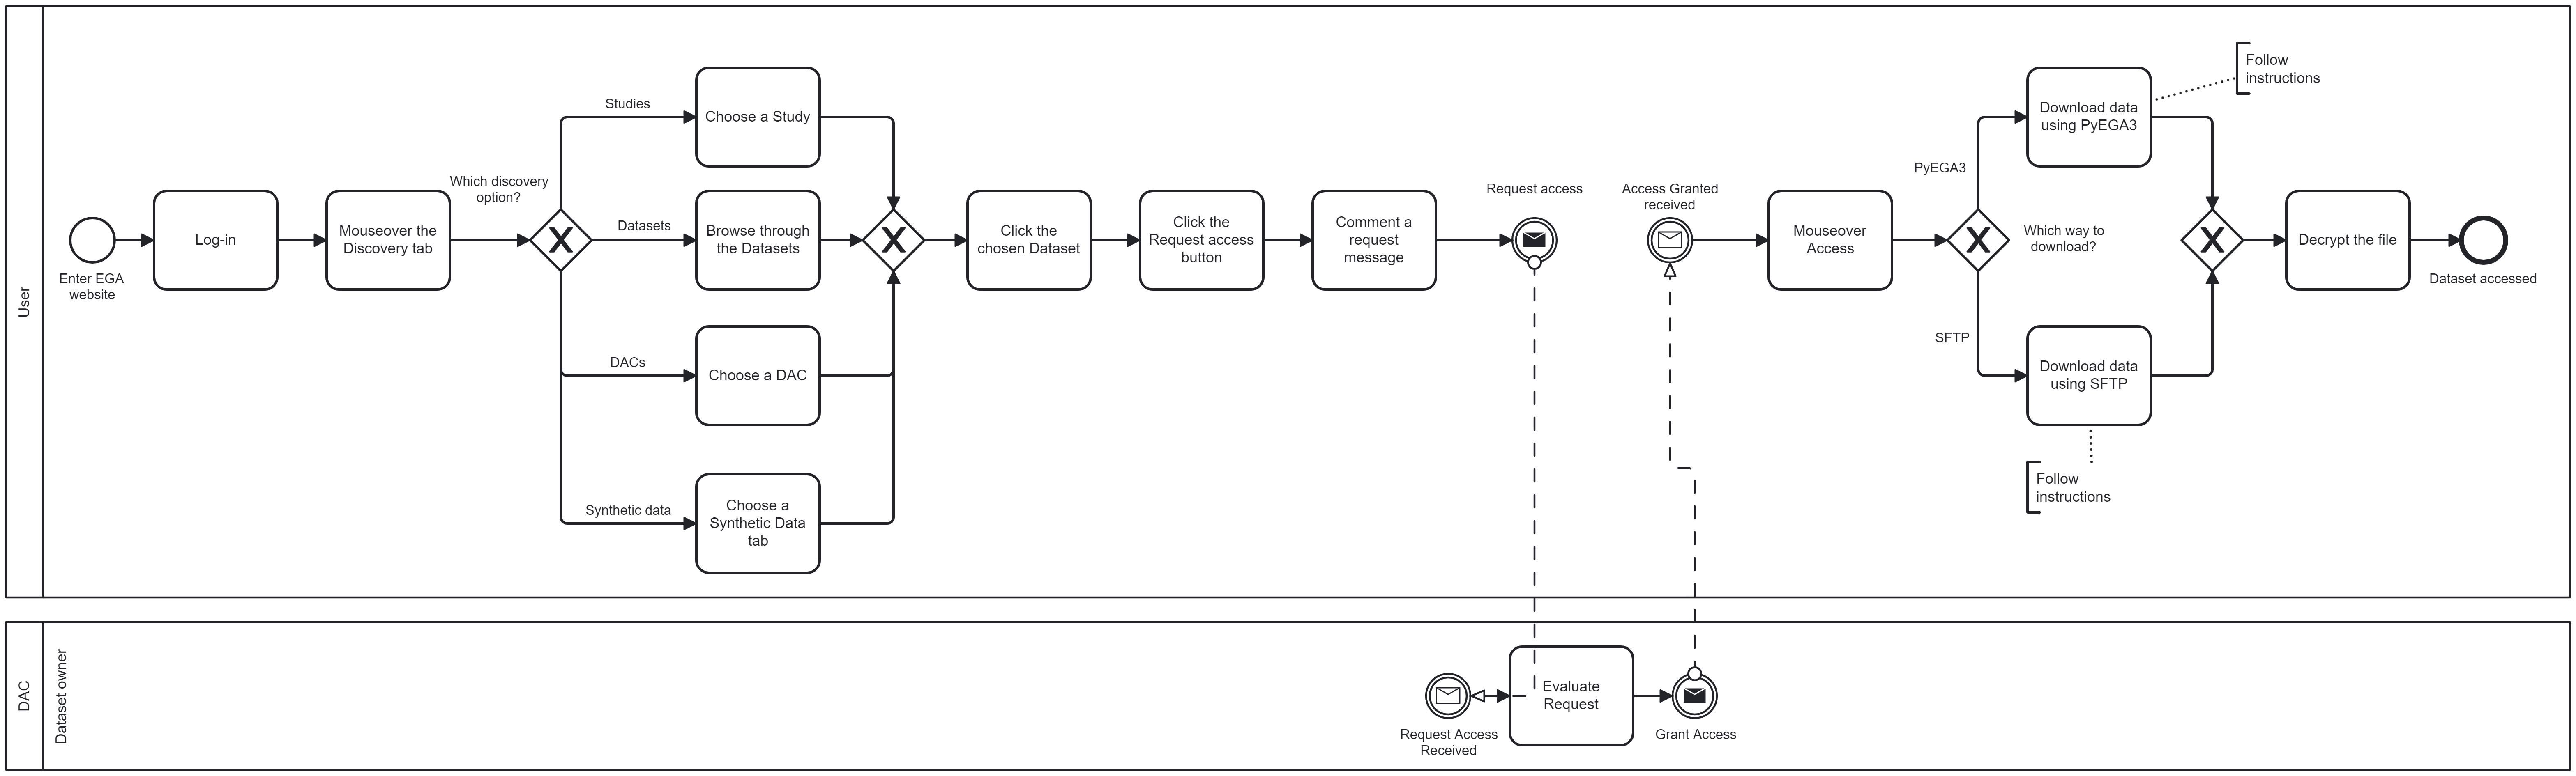 User
Enter EGA
website
Log-in
Mouseover the
Discovery tab
Which discovery
option?
Studies
Datasets
DACs
Synthetic data
Choose a Study
Browse through
the Datasets
Choose a DAC
Choose a
Synthetic Data
tab
Click the
chosen Dataset
Click the
Request access
button
Comment a
request
message
Request access
Access Granted
received
Mouseover
Access
PyEGA3
Which way to
download?
SFTP
Download data
using PyEGA3
Follow
instructions
Download data
using SFTP
Follow
instructions
Decrypt the file
Dataset accessed
DAC
Dataset owner
Request Access
Received
Evaluate
Request
Grant Access